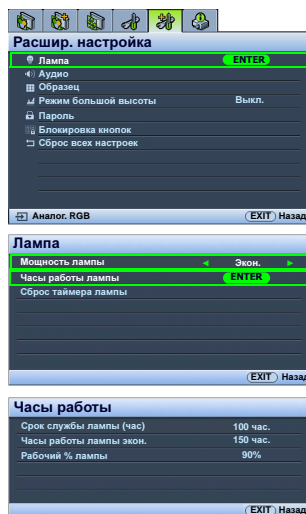 Расшир. настройка
Лампа ENTER
Аудио
Образец
Режим большой высоты Выкл.
Пароль
Блокировка кнопок
Сброс всех настроек
Аналог. RGB EXIT Назад
Лампа
Мощность лампы Экон.
Часы работы лампы ENTER
Сброс таймера лампы
EXIT Назад
Часы работы
Срок службы лампы (час) 100 час.
Часы работы лампы экон. 150 час.
Рабочий % лампы 90%
EXIT Назад